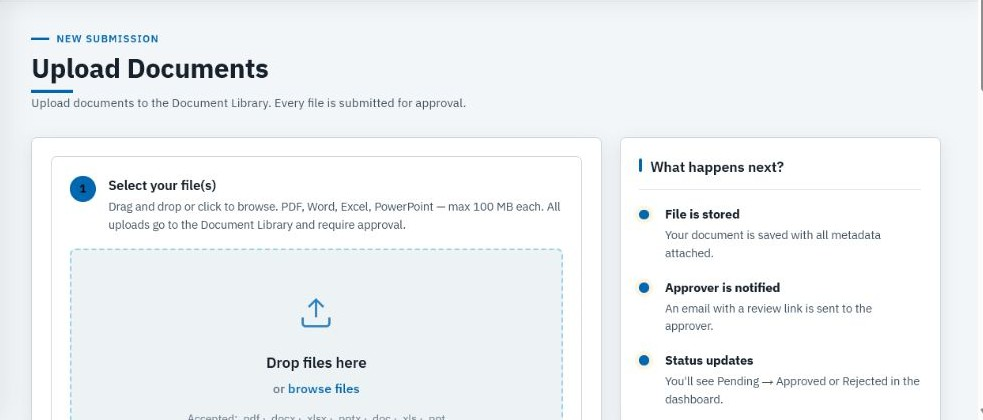 NEW SUBMISSION
Upload Documents
Upload documents to the Document Library. Every file is submitted for approval.
1
Select your file(s)
Drag and drop or click to browse. PDF, Word, Excel, PowerPoint — max 100 MB each. All
uploads go to the Document Library and require approval.
Drop files here
or browse files
Accepted: .pdf · .docx · .xlsx · .pptx · .doc · .xls · .ppt
What happens next?
File is stored
Your document is saved with all metadata
attached.
Approver is notified
An email with a review link is sent to the
approver.
Status updates
You'll see Pending → Approved or Rejected in the
dashboard.